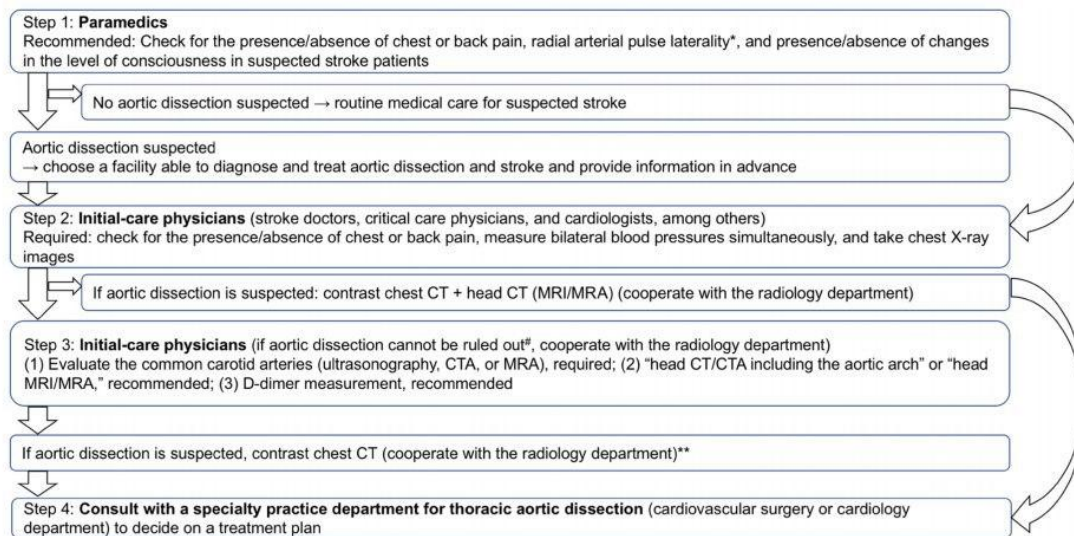 Step 1: Paramedics
Recommended: Check for the presence/absence of chest or back pain, radial arterial pulse laterality*, and presence/absence of changes
in the level of consciousness in suspected stroke patients
No aortic dissection suspected → routine medical care for suspected stroke
Aortic dissection suspected
→ choose a facility able to diagnose and treat aortic dissection and stroke and provide information in advance
Step 2: Initial-care physicians (stroke doctors, critical care physicians, and cardiologists, among others)
Required: check for the presence/absence of chest or back pain, measure bilateral blood pressures simultaneously, and take chest X-ray
images
If aortic dissection is suspected: contrast chest CT + head CT (MRI/MRA) (cooperate with the radiology department)
Step 3: Initial-care physicians (if aortic dissection cannot be ruled out#, cooperate with the radiology department)
(1) Evaluate the common carotid arteries (ultrasonography, CTA, or MRA), required; (2) “head CT/CTA including the aortic arch” or “head
MRI/MRA,” recommended; (3) D-dimer measurement, recommended
If aortic dissection is suspected, contrast chest CT (cooperate with the radiology department)**
Step 4: Consult with a specialty practice department for thoracic aortic dissection (cardiovascular surgery or cardiology
department) to decide on a treatment plan